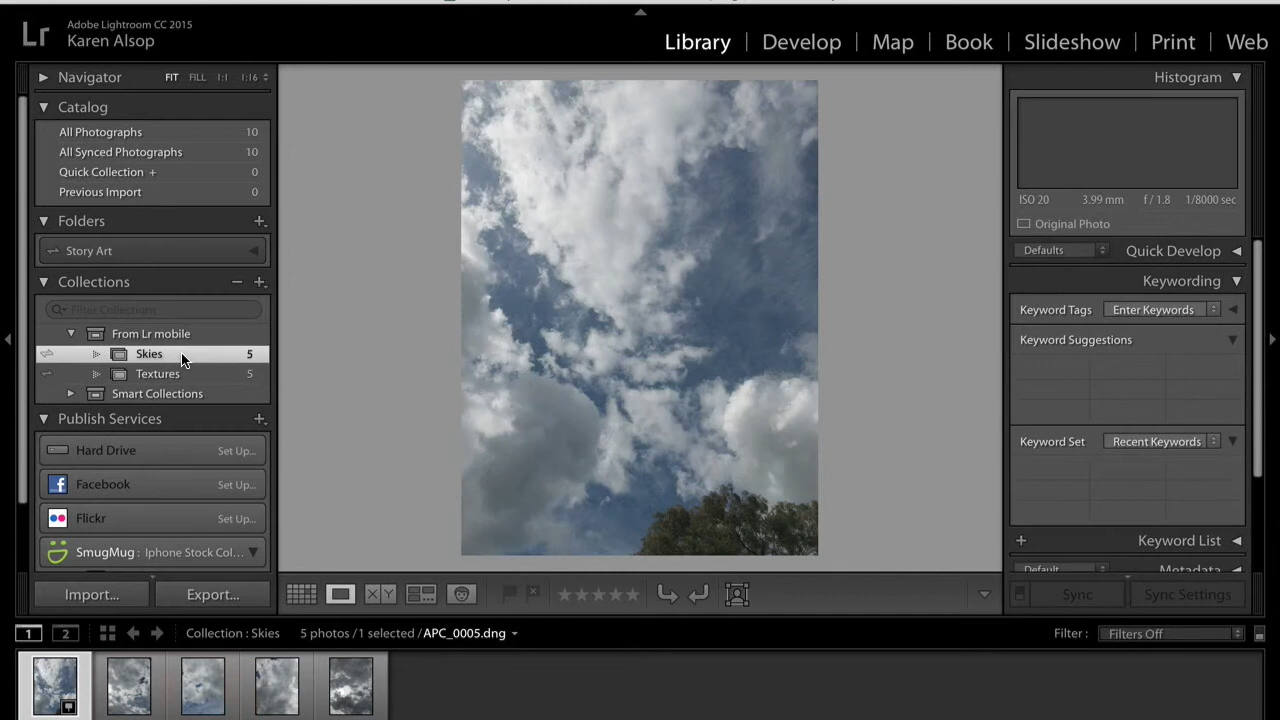 Lr
Adobe Lightroom CC 2015
Karen Alsop
Library | Develop | Map | Book | Slideshow | Print | Web
Navigator FIT FILL 1:1 1:16
Catalog
All Photographs 10
All Synced Photographs 10
Quick Collection + 0
Previous Import 0
Folders +
Story Art
Collections − +
Filter Collections
From Lr mobile
Skies 5
Textures 5
Smart Collections
Publish Services +
Hard Drive Set Up...
Facebook Set Up...
Flickr Set Up...
SmugMug : Iphone Stock Col...
Import... Export...
Histogram
ISO 20 3.99 mm f / 1.8 1/8000 sec
Original Photo
Defaults Quick Develop
Keywording
Keyword Tags Enter Keywords
Keyword Suggestions
Keyword Set Recent Keywords
+ Keyword List
Default Metadata
Sync Sync Settings
XY
1 2 Collection : Skies 5 photos /1 selected /APC_0005.dng Filter : Filters Off